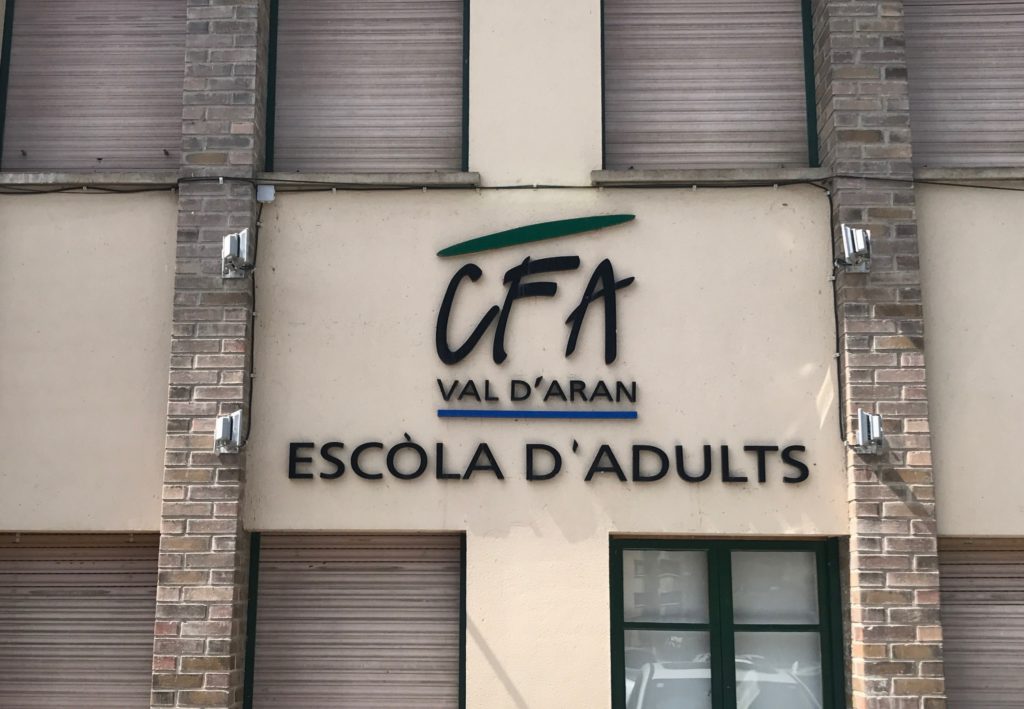 CFA
VAL D'ARAN
ESCÒLA D'ADULTS